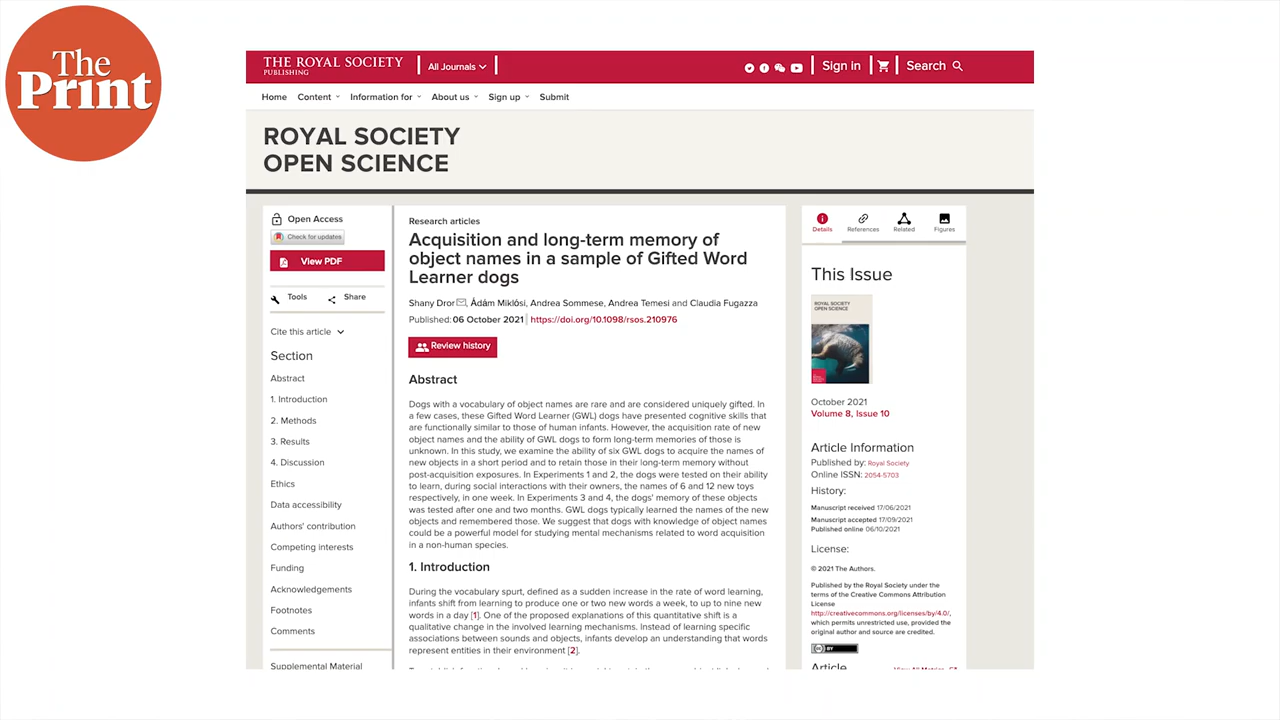 The
Print
THE ROYAL SOCIETY
PUBLISHING
All Journals
Sign in
Search
Home Content Information for About us Sign up Submit
ROYAL SOCIETY
OPEN SCIENCE
Open Access
Check for updates
View PDF
Tools Share
Cite this article
Section
Abstract
1. Introduction
2. Methods
3. Results
4. Discussion
Ethics
Data accessibility
Authors' contribution
Competing interests
Funding
Acknowledgements
Footnotes
Comments
Supplemental Material
Research articles
Acquisition and long-term memory of
object names in a sample of Gifted Word
Learner dogs
Shany Dror, Ádám Miklósi, Andrea Sommese, Andrea Temesi and Claudia Fugazza
Published: 06 October 2021 https://doi.org/10.1098/rsos.210976
Review history
Abstract
Dogs with a vocabulary of object names are rare and are considered uniquely gifted. In
a few cases, these Gifted Word Learner (GWL) dogs have presented cognitive skills that
are functionally similar to those of human infants. However, the acquisition rate of new
object names and the ability of GWL dogs to form long-term memories of those is
unknown. In this study, we examine the ability of six GWL dogs to acquire the names of
new objects in a short period and to retain those in their long-term memory without
post-acquisition exposures. In Experiments 1 and 2, the dogs were tested on their ability
to learn, during social interactions with their owners, the names of 6 and 12 new toys
respectively, in one week. In Experiments 3 and 4, the dogs' memory of these objects
was tested after one and two months. GWL dogs typically learned the names of the new
objects and remembered those. We suggest that dogs with knowledge of object names
could be a powerful model for studying mental mechanisms related to word acquisition
in a non-human species.
1. Introduction
During the vocabulary spurt, defined as a sudden increase in the rate of word learning,
infants shift from learning to produce one or two new words a week, to up to nine new
words in a day [1]. One of the proposed explanations of this quantitative shift is a
qualitative change in the involved learning mechanisms. Instead of learning specific
associations between sounds and objects, infants develop an understanding that words
represent entities in their environment [2].
Details References Related Figures
This Issue
ROYAL SOCIETY
OPEN SCIENCE
October 2021
Volume 8, Issue 10
Article Information
Published by: Royal Society
Online ISSN: 2054-5703
History:
Manuscript received 17/06/2021
Manuscript accepted 17/09/2021
Published online 06/10/2021
License:
© 2021 The Authors.
Published by the Royal Society under the
terms of the Creative Commons Attribution
License
http://creativecommons.org/licenses/by/4.0/,
which permits unrestricted use, provided the
original author and source are credited.
CC BY
Article